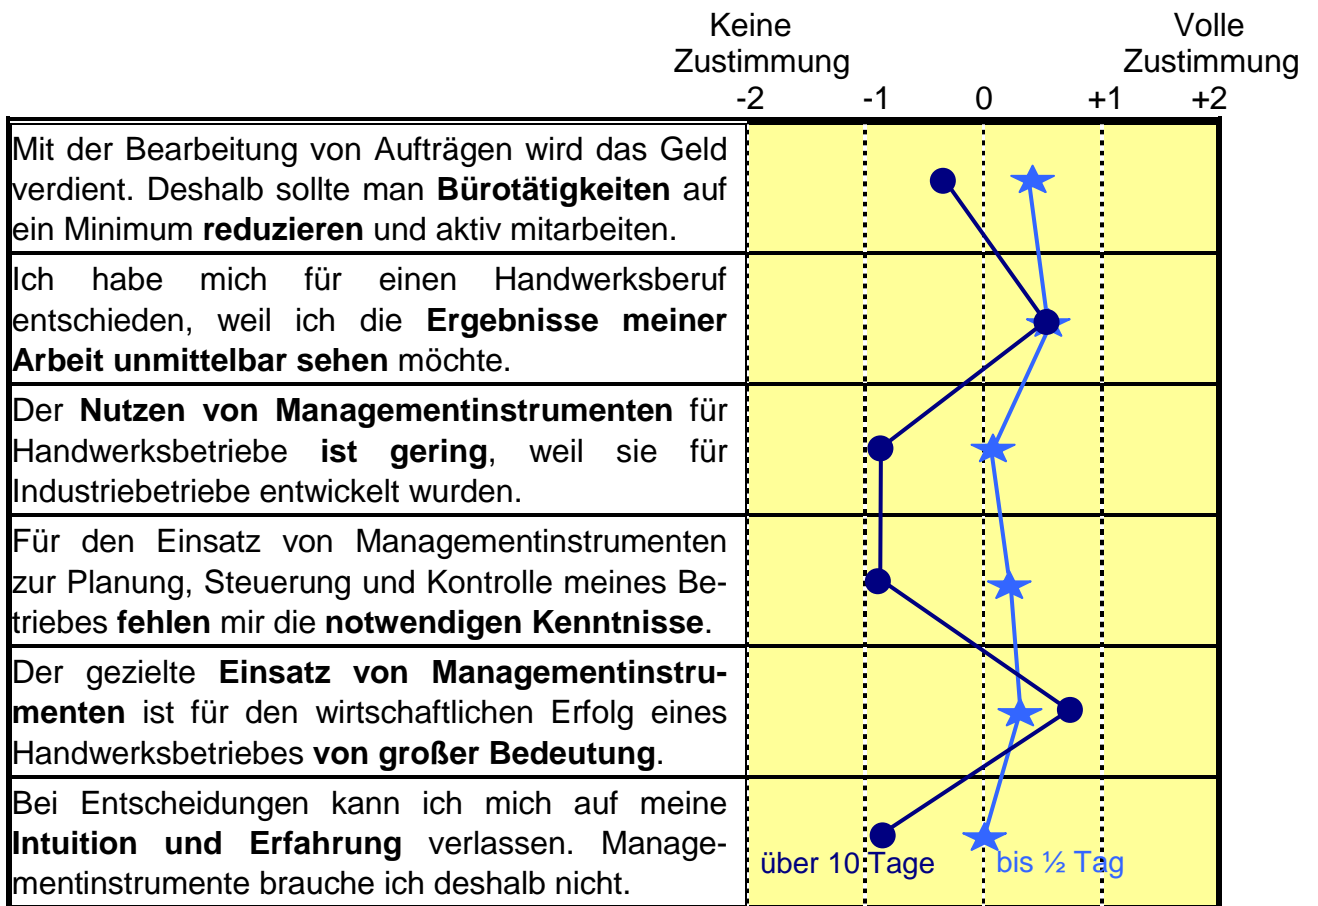 Keine Volle
Zustimmung Zustimmung
-2 -1 0 +1 +2
Mit der Bearbeitung von Aufträgen wird das Geld
verdient. Deshalb sollte man Bürotätigkeiten auf
ein Minimum reduzieren und aktiv mitarbeiten.
Ich habe mich für einen Handwerksberuf
entschieden, weil ich die Ergebnisse meiner
Arbeit unmittelbar sehen möchte.
Der Nutzen von Managementinstrumenten für
Handwerksbetriebe ist gering, weil sie für
Industriebetriebe entwickelt wurden.
Für den Einsatz von Managementinstrumenten
zur Planung, Steuerung und Kontrolle meines Be-
triebes fehlen mir die notwendigen Kenntnisse.
Der gezielte Einsatz von Managementinstru-
menten ist für den wirtschaftlichen Erfolg eines
Handwerksbetriebes von großer Bedeutung.
Bei Entscheidungen kann ich mich auf meine
Intuition und Erfahrung verlassen. Manage-
mentinstrumente brauche ich deshalb nicht.
über 10 Tage bis ½ Tag